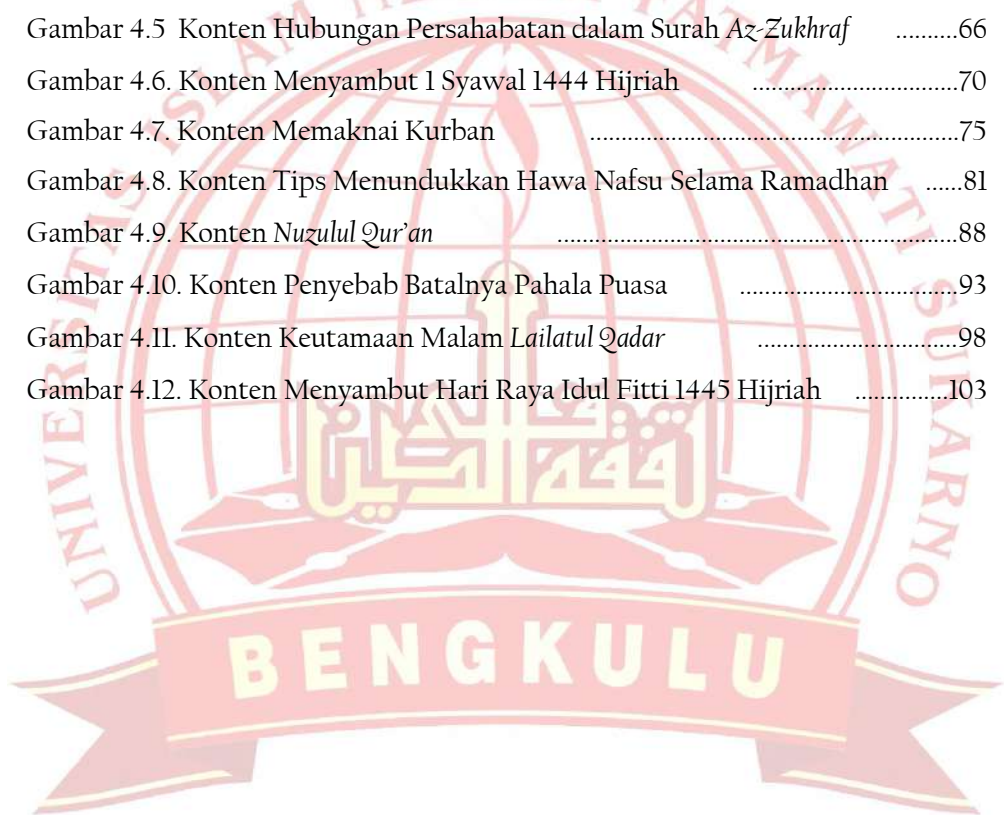 Gambar 4.5 Konten Hubungan Persahabatan dalam Surah Az-Zukhraf ..........66
Gambar 4.6. Konten Menyambut 1 Syawal 1444 Hijriah .................................70
Gambar 4.7. Konten Memaknai Kurban ..........................................................75
Gambar 4.8. Konten Tips Menundukkan Hawa Nafsu Selama Ramadhan ......81
Gambar 4.9. Konten Nuzulul Qur'an ...............................................................88
Gambar 4.10. Konten Penyebab Batalnya Pahala Puasa ..................................93
Gambar 4.11. Konten Keutamaan Malam Lailatul Qadar ................................98
Gambar 4.12. Konten Menyambut Hari Raya Idul Fitti 1445 Hijriah ...............103
UNIVERSITAS ISLAM FATMAWATI SUKARNO
BENGKULU